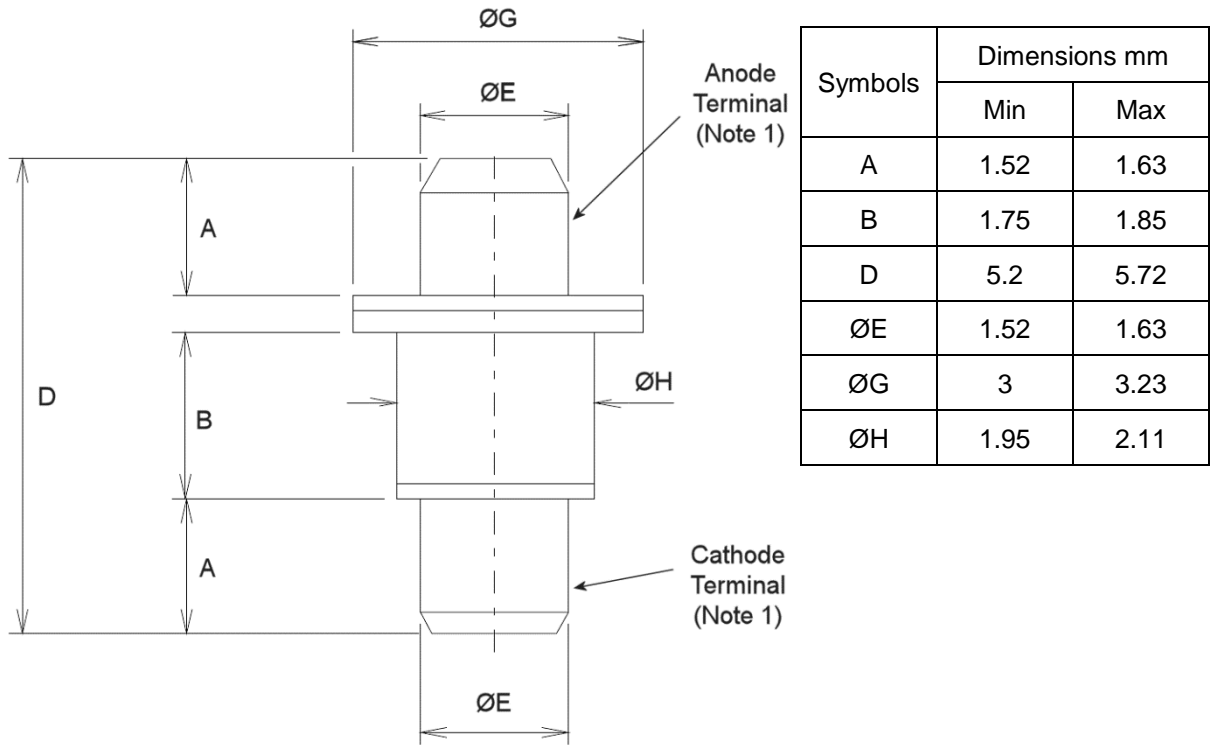 ØG
ØE
Anode
Terminal
(Note 1)
A
D
B
ØH
A
Cathode
Terminal
(Note 1)
ØE
Symbols Dimensions mm
Min Max
A 1.52 1.63
B 1.75 1.85
D 5.2 5.72
ØE 1.52 1.63
ØG 3 3.23
ØH 1.95 2.11